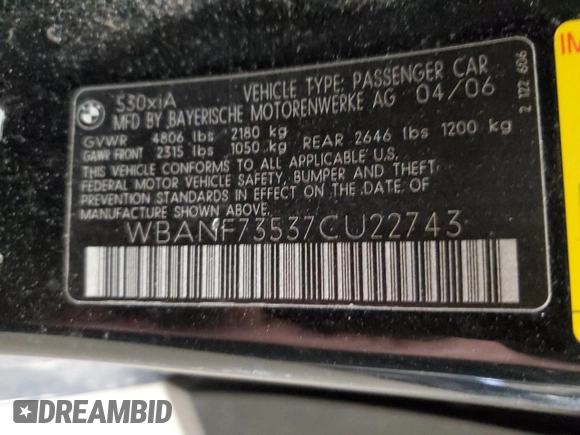 BMW
530xiA VEHICLE TYPE: PASSENGER CAR
MFD BY BAYERISCHE MOTORENWERKE AG 04/06
GVWR 4806 lbs 2180 kg
GAWR FRONT 2315 lbs 1050 kg REAR 2646 lbs 1200 kg
THIS VEHICLE CONFORMS TO ALL APPLICABLE U.S.
FEDERAL MOTOR VEHICLE SAFETY, BUMPER AND THEFT
PREVENTION STANDARDS IN EFFECT ON THE DATE OF
MANUFACTURE SHOWN ABOVE.
WBANF73537CU22743
2 122 606
IM
DREAMBID